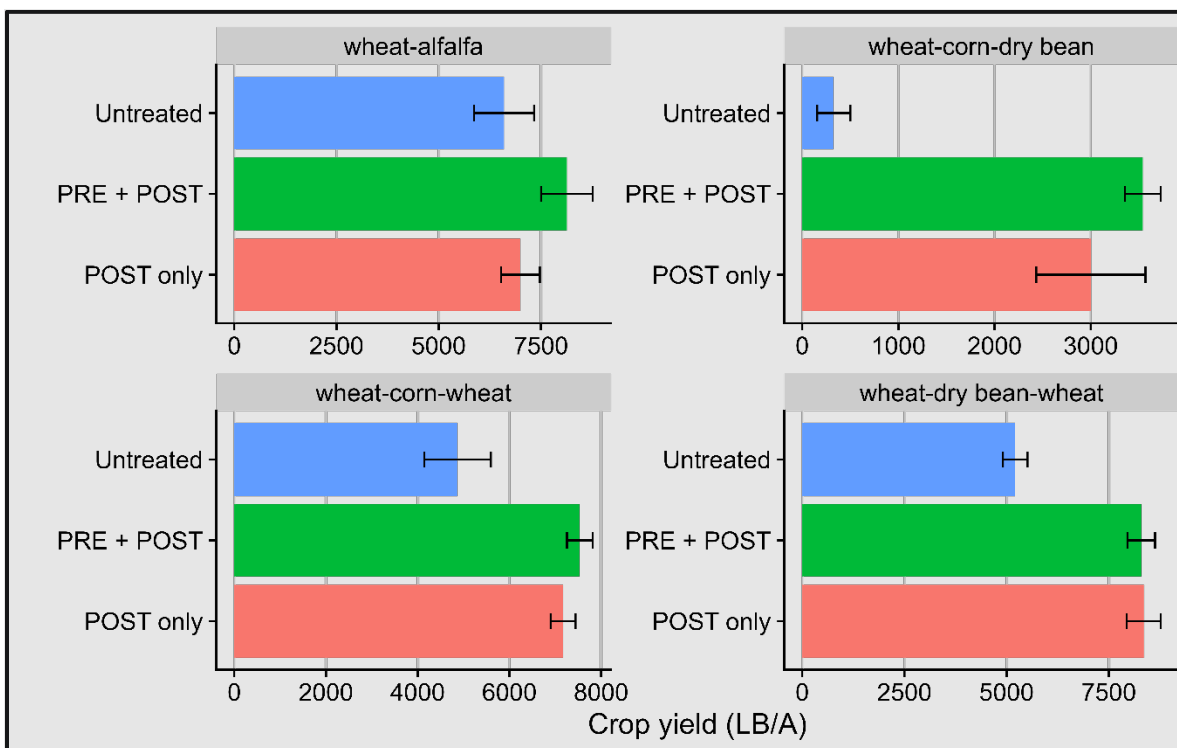 wheat-alfalfa
Untreated
PRE + POST
POST only
0 2500 5000 7500
wheat-corn-dry bean
Untreated
PRE + POST
POST only
0 1000 2000 3000
wheat-corn-wheat
Untreated
PRE + POST
POST only
0 2000 4000 6000 8000
wheat-dry bean-wheat
Untreated
PRE + POST
POST only
0 2500 5000 7500
Crop yield (LB/A)